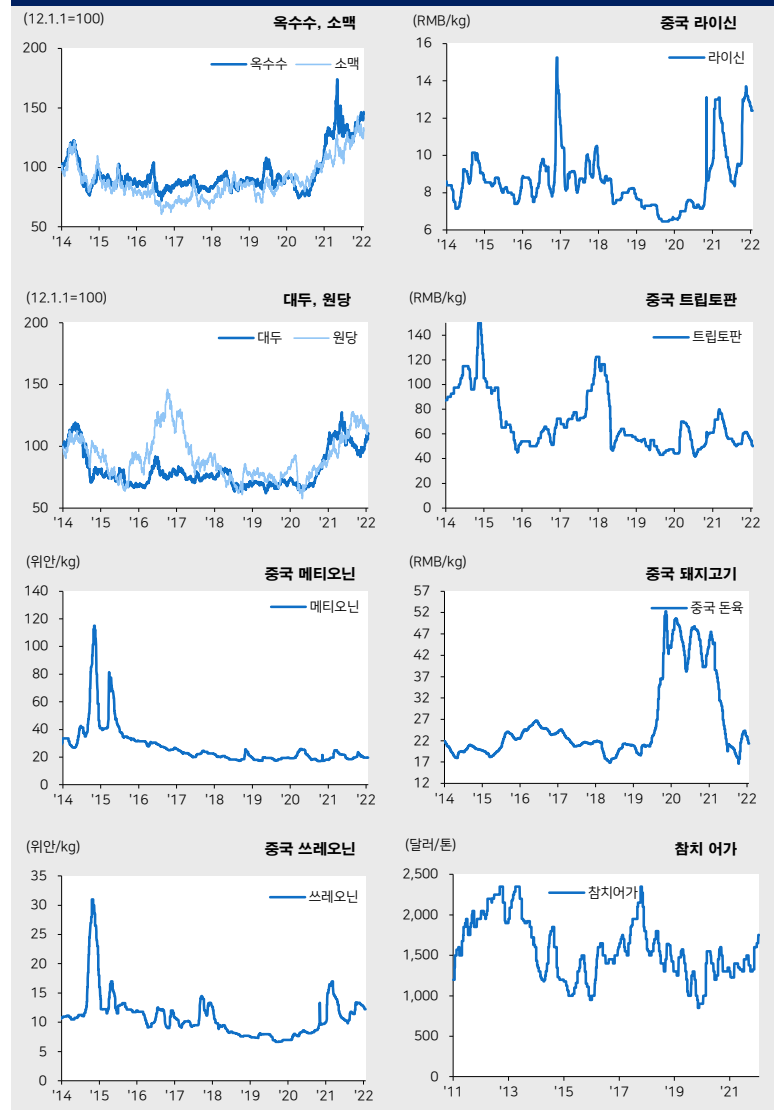 (12.1.1=100)
옥수수, 소맥
옥수수
소맥
200
150
100
50
'14 '15 '16 '17 '18 '19 '20 '21 '22
(RMB/kg)
중국 라이신
라이신
16
14
12
10
8
6
'14 '15 '16 '17 '18 '19 '20 '21 '22
(12.1.1=100)
대두, 원당
대두
원당
200
150
100
50
'14 '15 '16 '17 '18 '19 '20 '21 '22
(RMB/kg)
중국 트립토판
트립토판
140
120
100
80
60
40
20
0
'14 '15 '16 '17 '18 '19 '20 '21 '22
(위안/kg)
중국 메티오닌
메티오닌
140
120
100
80
60
40
20
0
'14 '15 '16 '17 '18 '19 '20 '21 '22
(RMB/kg)
중국 돼지고기
중국 돈육
57
52
47
42
37
32
27
22
17
12
'14 '15 '16 '17 '18 '19 '20 '21 '22
(위안/kg)
중국 쓰레오닌
쓰레오닌
35
30
25
20
15
10
5
0
'14 '15 '16 '17 '18 '19 '20 '21 '22
(달러/톤)
참치 어가
참치어가
2,500
2,000
1,500
1,000
500
0
'11 '13 '15 '17 '19 '21